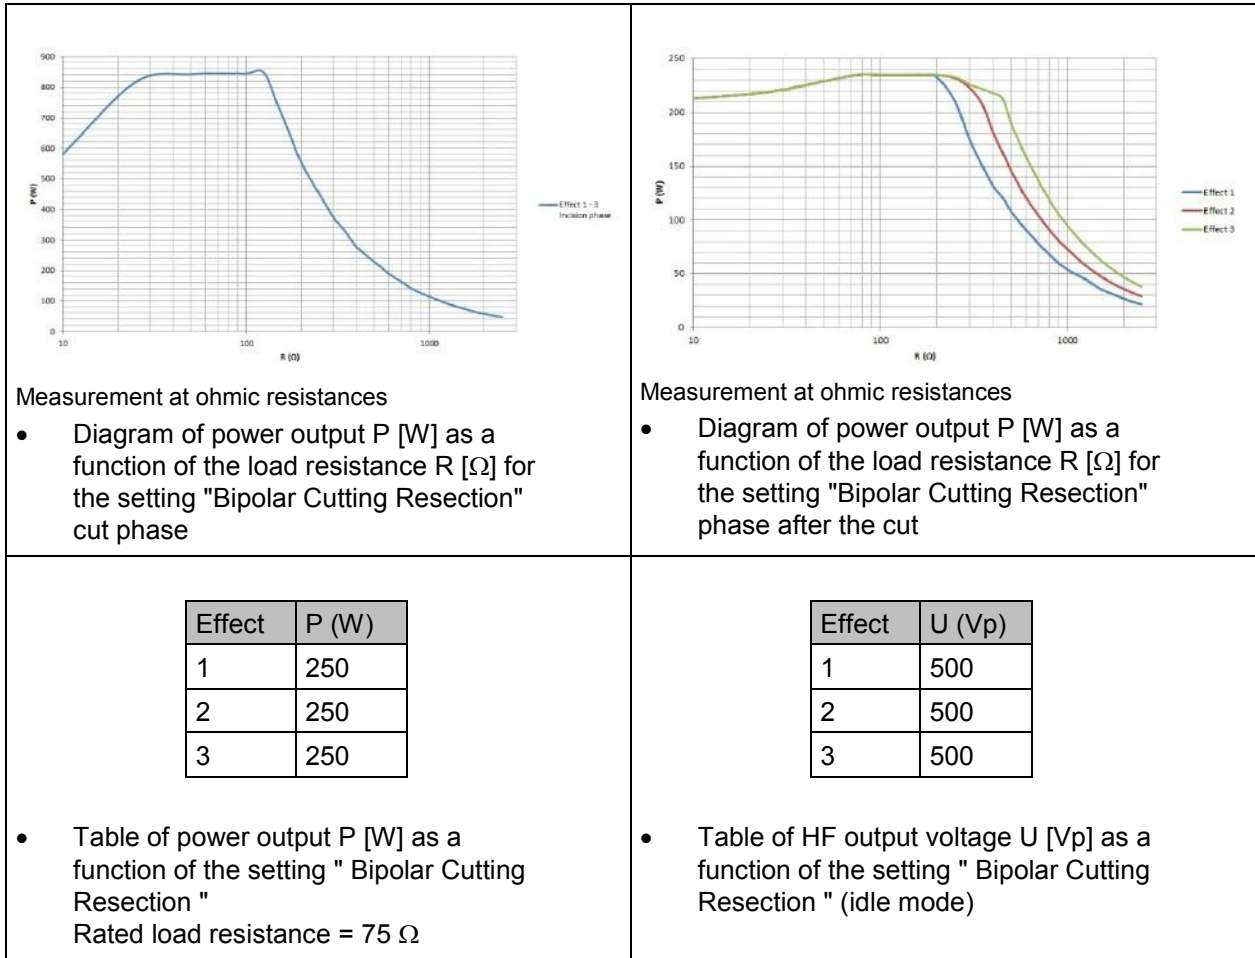 900
800
700
600
500
400
300
200
100
0
10
100
1000
P (W)
R (Ω)
Effect 1 - 3
Incision phase
Measurement at ohmic resistances
• Diagram of power output P [W] as a
function of the load resistance R [Ω] for
the setting "Bipolar Cutting Resection"
cut phase
250
200
150
100
50
0
10
100
1000
P (W)
R (Ω)
Effect 1
Effect 2
Effect 3
Measurement at ohmic resistances
• Diagram of power output P [W] as a
function of the load resistance R [Ω] for
the setting "Bipolar Cutting Resection"
phase after the cut
Effect P (W)
1 250
2 250
3 250
• Table of power output P [W] as a
function of the setting " Bipolar Cutting
Resection "
Rated load resistance = 75 Ω
Effect U (Vp)
1 500
2 500
3 500
• Table of HF output voltage U [Vp] as a
function of the setting " Bipolar Cutting
Resection " (idle mode)